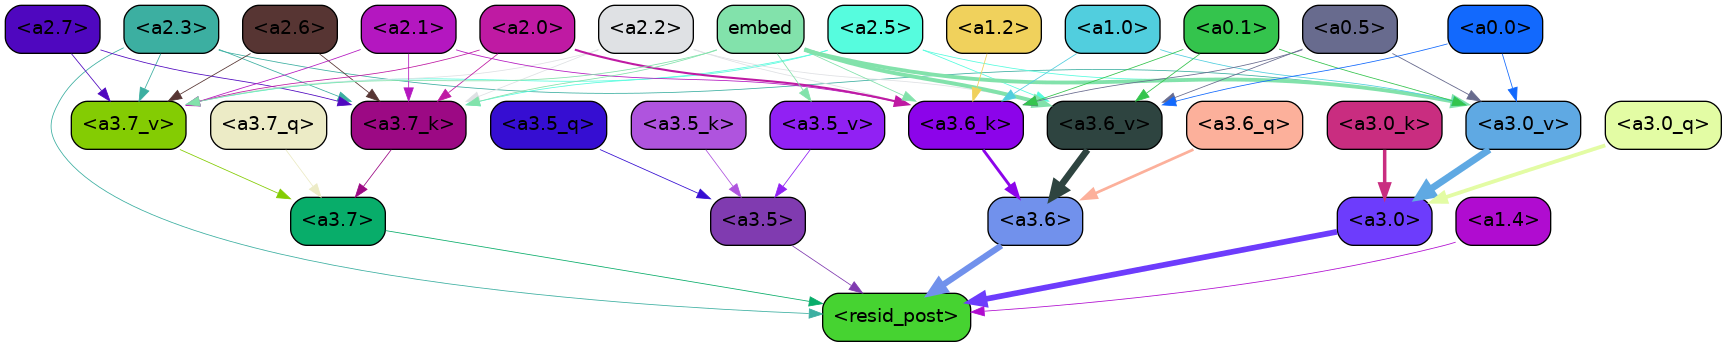 <a2.7> <a2.3> <a2.6> <a2.1> <a2.0> <a2.2> embed <a2.5> <a1.2> <a1.0> <a0.1> <a0.5> <a0.0>
<a3.7_v> <a3.7_q> <a3.7_k> <a3.5_q> <a3.5_k> <a3.5_v> <a3.6_k> <a3.6_v> <a3.6_q> <a3.0_k> <a3.0_v> <a3.0_q>
<a3.7> <a3.5> <a3.6> <a3.0> <a1.4>
<resid_post>